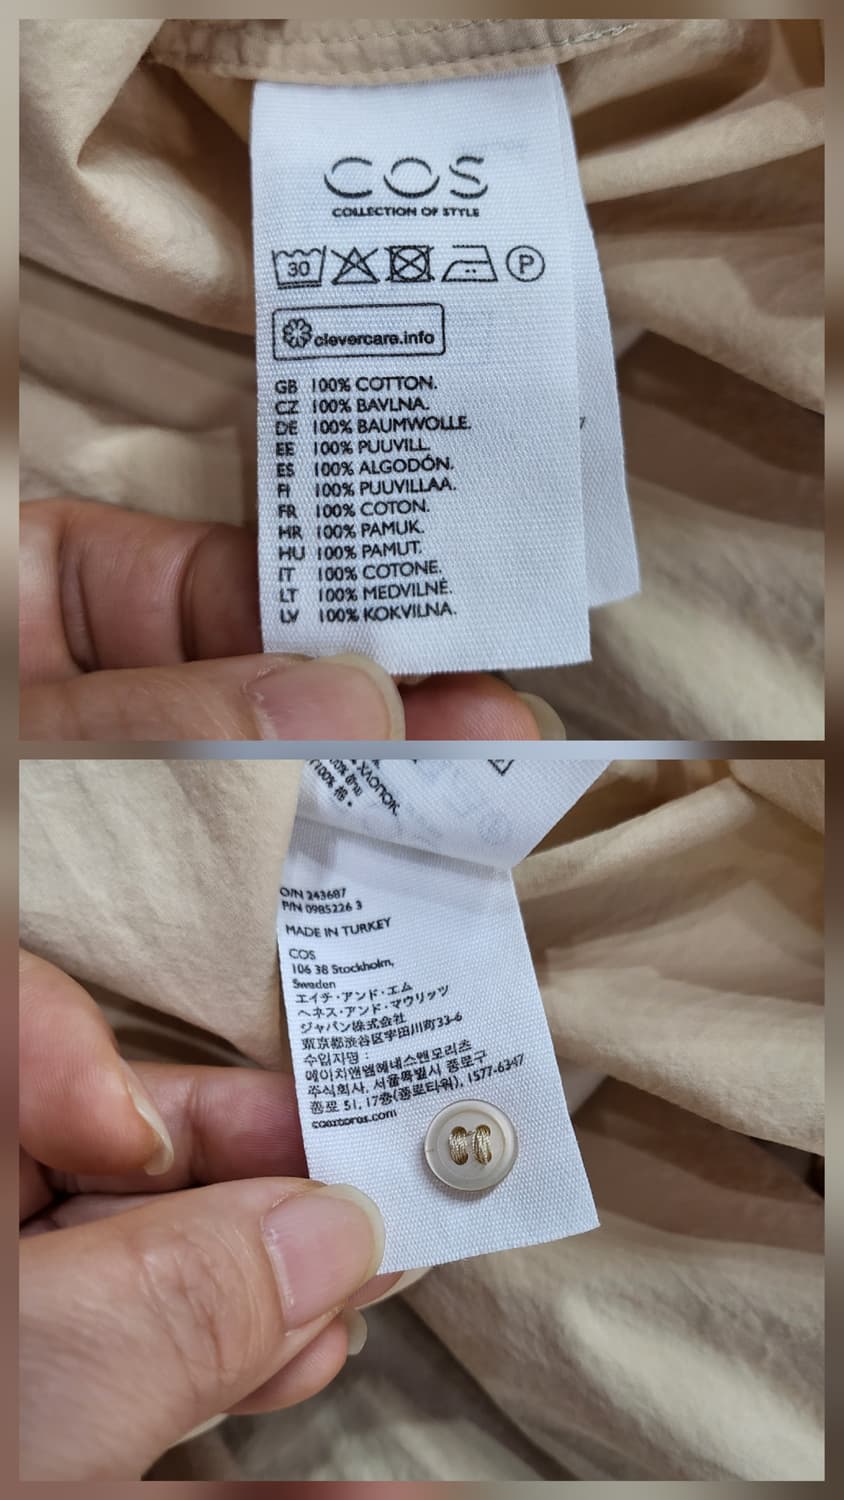 COS
COLLECTION OF STYLE
30
P
clevercare.info
GB 100% COTTON.
CZ 100% BAVLNA.
DE 100% BAUMWOLLE.
EE 100% PUUVILL.
ES 100% ALGODÓN.
FI 100% PUUVILLAA.
FR 100% COTON.
HR 100% PAMUK.
HU 100% PAMUT.
IT 100% COTONE.
LT 100% MEDVILNĖ.
LV 100% KOKVILNA.
ХЛОПОК.
100% ฝ้าย
100% 棉
O/N 243687
P/N 0985226 3
MADE IN TURKEY
COS
106 38 Stockholm,
Sweden
エイチ・アンド・エム
ヘネス・アンド・マウリッツ
ジャパン株式会社
東京都渋谷区宇田川町33-6
수입자명 :
에이치앤엠헤네스앤모리츠
주식회사, 서울특별시 종로구
종로 51, 17층(종로타워), 1577-6347
cosstores.com